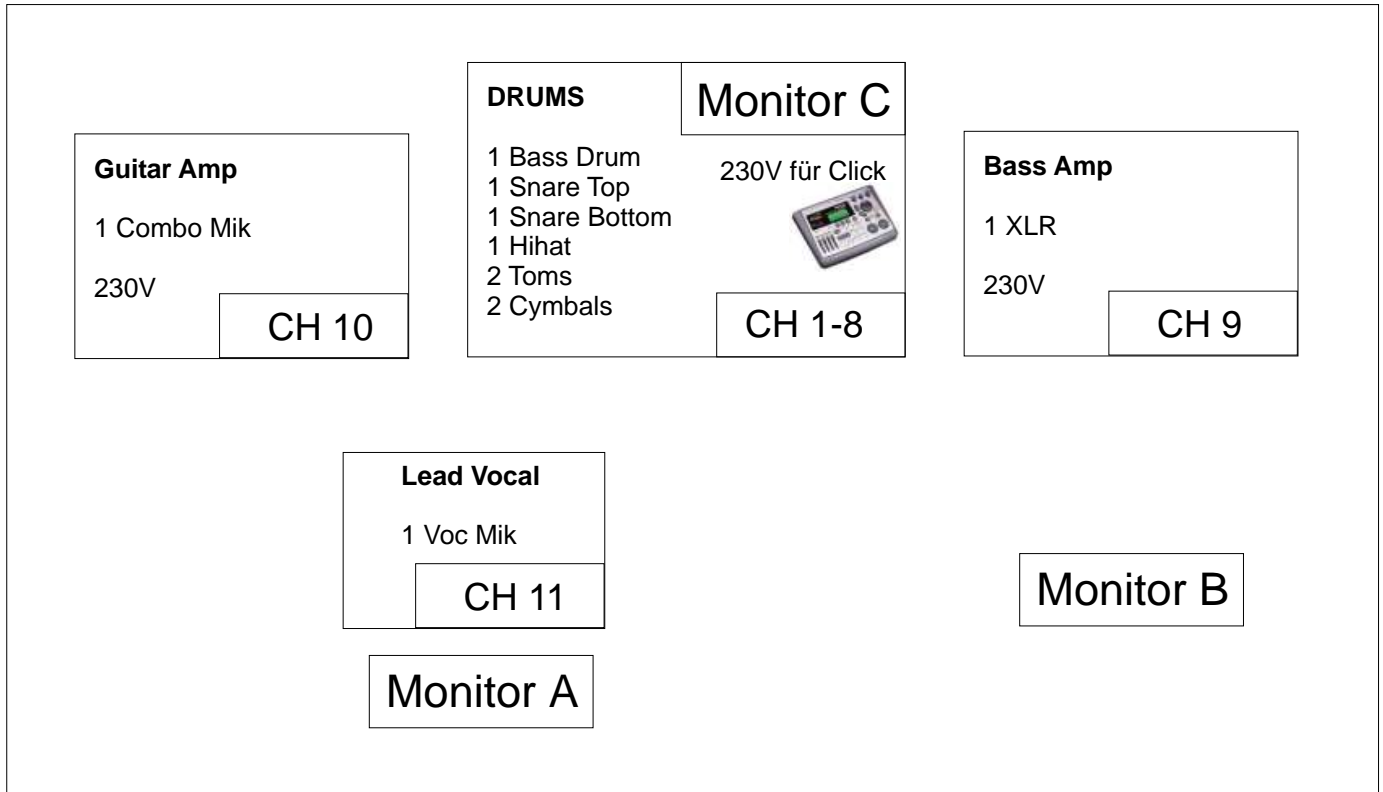 Guitar Amp
1 Combo Mik
230V
CH 10
DRUMS
Monitor C
1 Bass Drum
1 Snare Top
1 Snare Bottom
1 Hihat
2 Toms
2 Cymbals
230V für Click
CH 1-8
Bass Amp
1 XLR
230V
CH 9
Lead Vocal
1 Voc Mik
CH 11
Monitor A
Monitor B